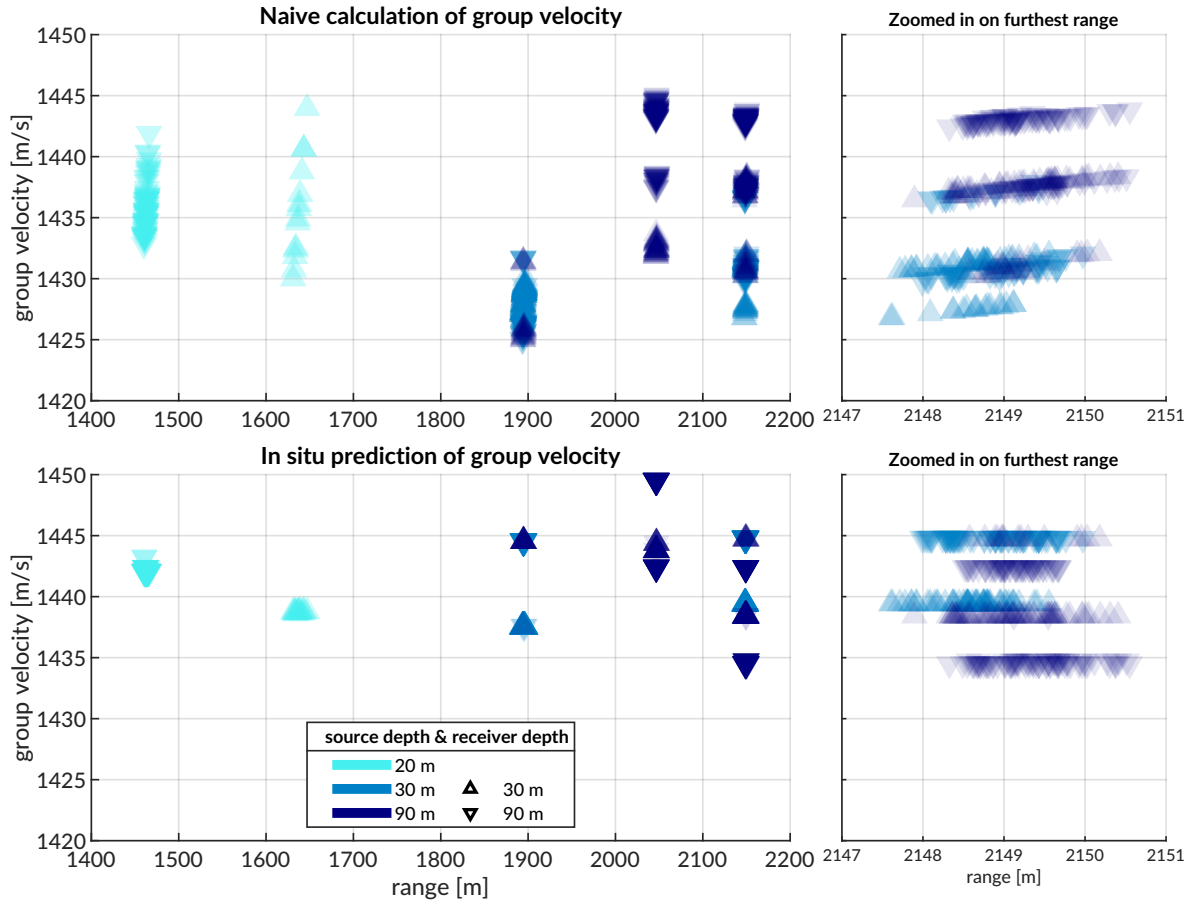 Naive calculation of group velocity
Zoomed in on furthest range
group velocity [m/s]
1450
1445
1440
1435
1430
1425
1420
1400 1500 1600 1700 1800 1900 2000 2100 2200
2147 2148 2149 2150 2151
In situ prediction of group velocity
Zoomed in on furthest range
group velocity [m/s]
1450
1445
1440
1435
1430
1425
1420
source depth & receiver depth
20 m
30 m 30 m
90 m 90 m
1400 1500 1600 1700 1800 1900 2000 2100 2200
range [m]
2147 2148 2149 2150 2151
range [m]